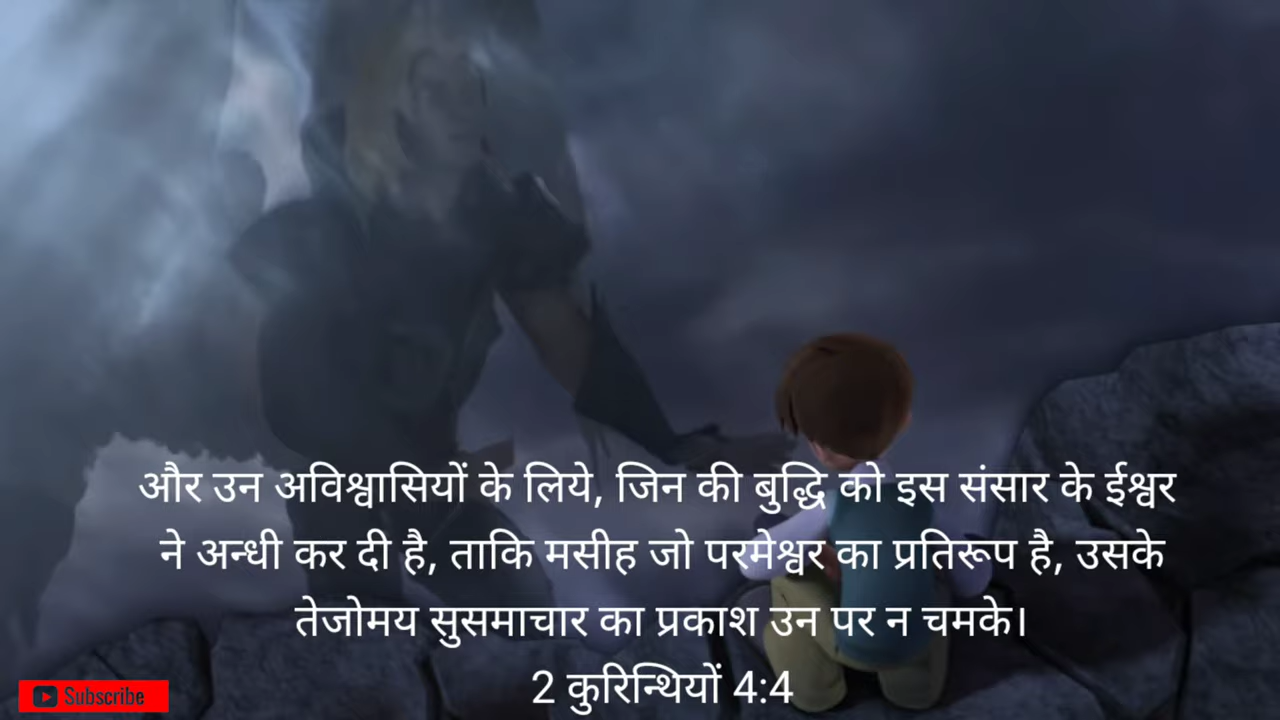 और उन अविश्वासियों के लिये, जिन की बुद्धि को इस संसार के ईश्वर
ने अन्धी कर दी है, ताकि मसीह जो परमेश्वर का प्रतिरूप है, उसके
तेजोमय सुसमाचार का प्रकाश उन पर न चमके।
2 कुरिन्थियों 4:4
Subscribe